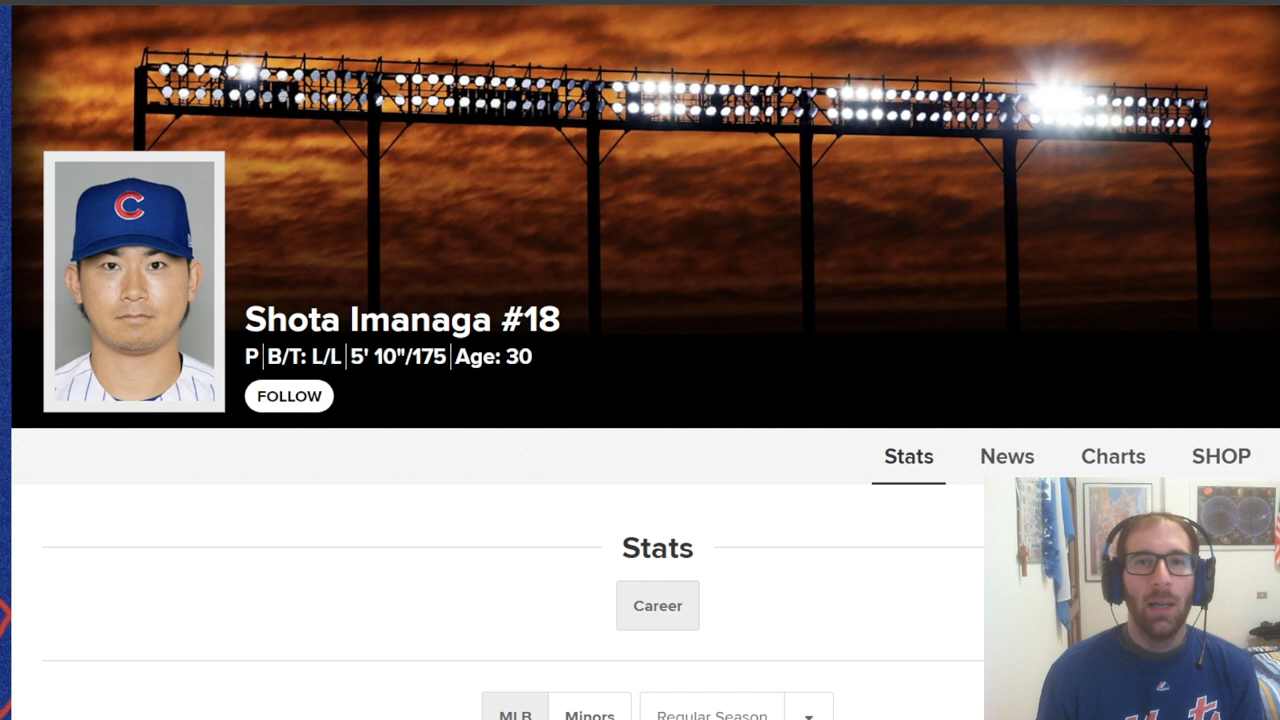 C
Shota Imanaga #18
P | B/T: L/L | 5' 10"/175 | Age: 30
FOLLOW
Stats News Charts SHOP
Stats
Career
MLB Minors Regular Season